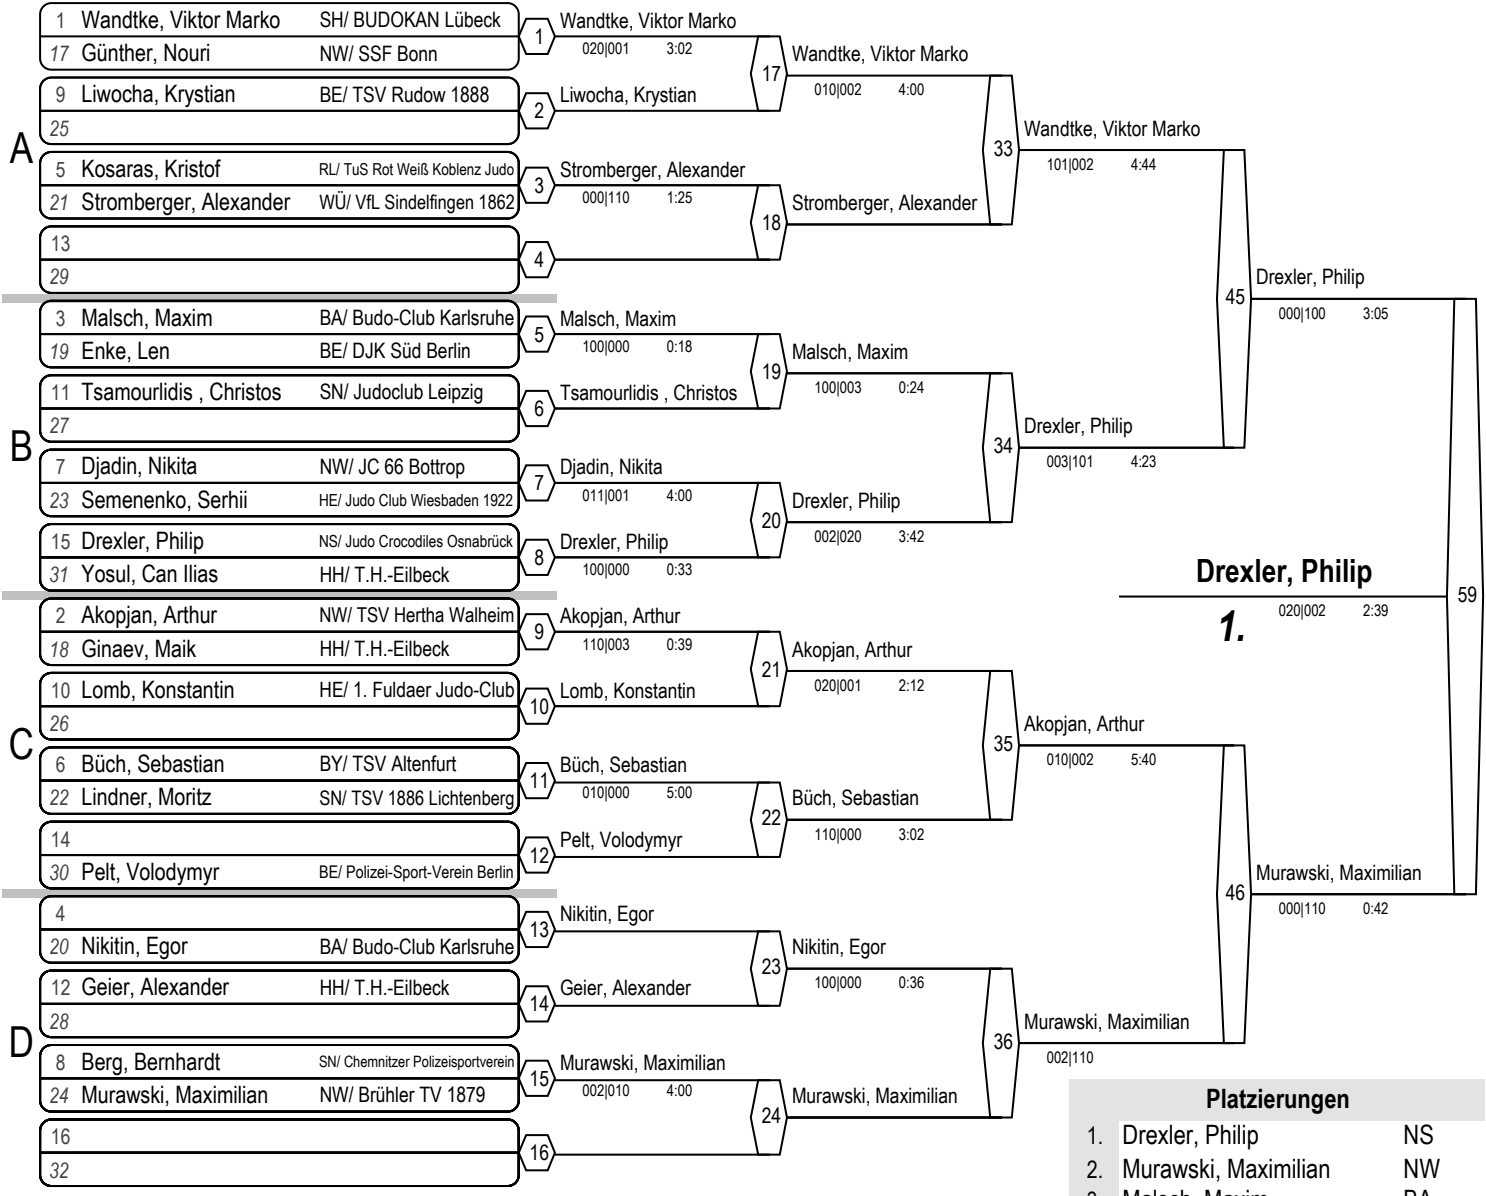 A
1 Wandtke, Viktor Marko SH/ BUDOKAN Lübeck
17 Günther, Nouri NW/ SSF Bonn
9 Liwocha, Krystian BE/ TSV Rudow 1888
25
5 Kosaras, Kristof RL/ TuS Rot Weiß Koblenz Judo
21 Stromberger, Alexander WÜ/ VfL Sindelfingen 1862
13
29
B
3 Malsch, Maxim BA/ Budo-Club Karlsruhe
19 Enke, Len BE/ DJK Süd Berlin
11 Tsamourlidis , Christos SN/ Judoclub Leipzig
27
7 Djadin, Nikita NW/ JC 66 Bottrop
23 Semenenko, Serhii HE/ Judo Club Wiesbaden 1922
15 Drexler, Philip NS/ Judo Crocodiles Osnabrück
31 Yosul, Can Ilias HH/ T.H.-Eilbeck
C
2 Akopjan, Arthur NW/ TSV Hertha Walheim
18 Ginaev, Maik HH/ T.H.-Eilbeck
10 Lomb, Konstantin HE/ 1. Fuldaer Judo-Club
26
6 Büch, Sebastian BY/ TSV Altenfurt
22 Lindner, Moritz SN/ TSV 1886 Lichtenberg
14
30 Pelt, Volodymyr BE/ Polizei-Sport-Verein Berlin
D
4
20 Nikitin, Egor BA/ Budo-Club Karlsruhe
12 Geier, Alexander HH/ T.H.-Eilbeck
28
8 Berg, Bernhardt SN/ Chemnitzer Polizeisportverein
24 Murawski, Maximilian NW/ Brühler TV 1879
16
32
1 Wandtke, Viktor Marko
020|001 3:02
2 Liwocha, Krystian
3 Stromberger, Alexander
000|110 1:25
4
5 Malsch, Maxim
100|000 0:18
6 Tsamourlidis , Christos
7 Djadin, Nikita
011|001 4:00
8 Drexler, Philip
100|000 0:33
9 Akopjan, Arthur
110|003 0:39
10 Lomb, Konstantin
11 Büch, Sebastian
010|000 5:00
12 Pelt, Volodymyr
13 Nikitin, Egor
14 Geier, Alexander
15 Murawski, Maximilian
002|010 4:00
16
17 Wandtke, Viktor Marko
010|002 4:00
18 Stromberger, Alexander
19 Malsch, Maxim
100|003 0:24
20 Drexler, Philip
002|020 3:42
21 Akopjan, Arthur
020|001 2:12
22 Büch, Sebastian
110|000 3:02
23 Nikitin, Egor
100|000 0:36
24 Murawski, Maximilian
33 Wandtke, Viktor Marko
101|002 4:44
34 Drexler, Philip
003|101 4:23
35 Akopjan, Arthur
010|002 5:40
36 Murawski, Maximilian
002|110
45 Drexler, Philip
000|100 3:05
46 Murawski, Maximilian
000|110 0:42
59
Drexler, Philip
1. 020|002 2:39
Platzierungen
1. Drexler, Philip NS
2. Murawski, Maximilian NW
3. Malsch, Maxim BA